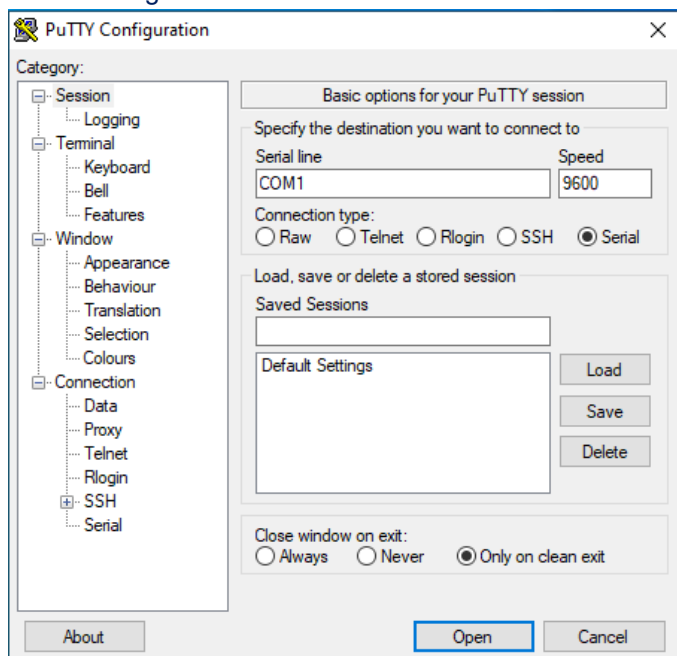 PuTTY Configuration
Category:
Session
Logging
Terminal
Keyboard
Bell
Features
Window
Appearance
Behaviour
Translation
Selection
Colours
Connection
Data
Proxy
Telnet
Rlogin
SSH
Serial
Basic options for your PuTTY session
Specify the destination you want to connect to
Serial line Speed
COM1 9600
Connection type:
Raw Telnet Rlogin SSH Serial
Load, save or delete a stored session
Saved Sessions
Default Settings
Load
Save
Delete
Close window on exit:
Always Never Only on clean exit
About Open Cancel